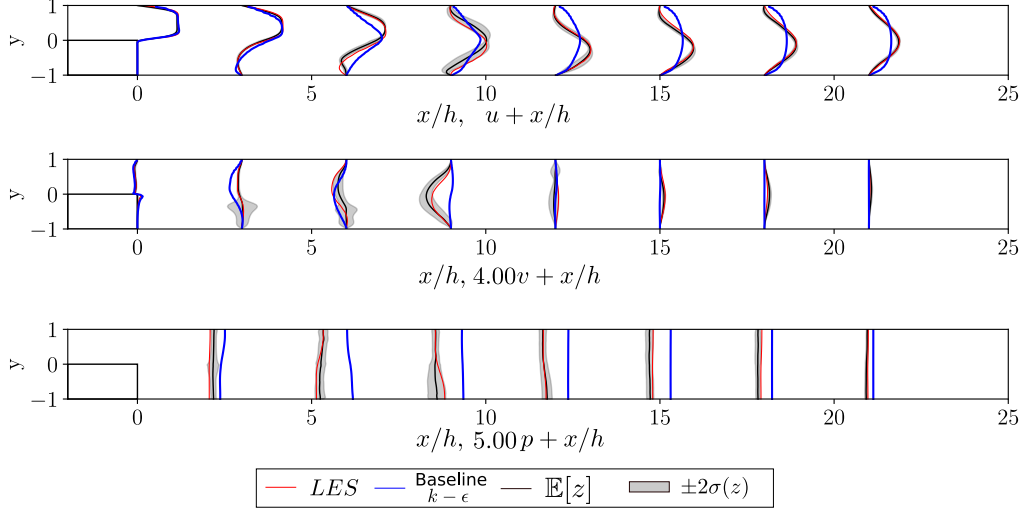 1
y 0
−1
0 5 10 15 20 25
x/h, u + x/h
1
y 0
−1
0 5 10 15 20 25
x/h, 4.00v + x/h
1
y 0
−1
0 5 10 15 20 25
x/h, 5.00p + x/h
LES Baseline k − ϵ 𝔼[z] ±2σ(z)